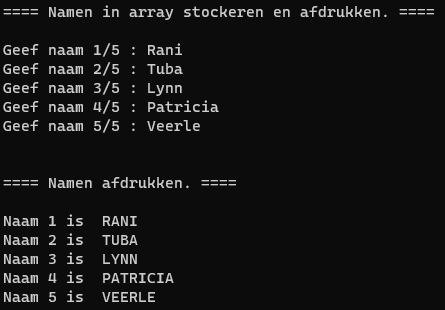 ==== Namen in array stockeren en afdrukken. ====
Geef naam 1/5 : Rani
Geef naam 2/5 : Tuba
Geef naam 3/5 : Lynn
Geef naam 4/5 : Patricia
Geef naam 5/5 : Veerle
==== Namen afdrukken. ====
Naam 1 is  RANI
Naam 2 is  TUBA
Naam 3 is  LYNN
Naam 4 is  PATRICIA
Naam 5 is  VEERLE